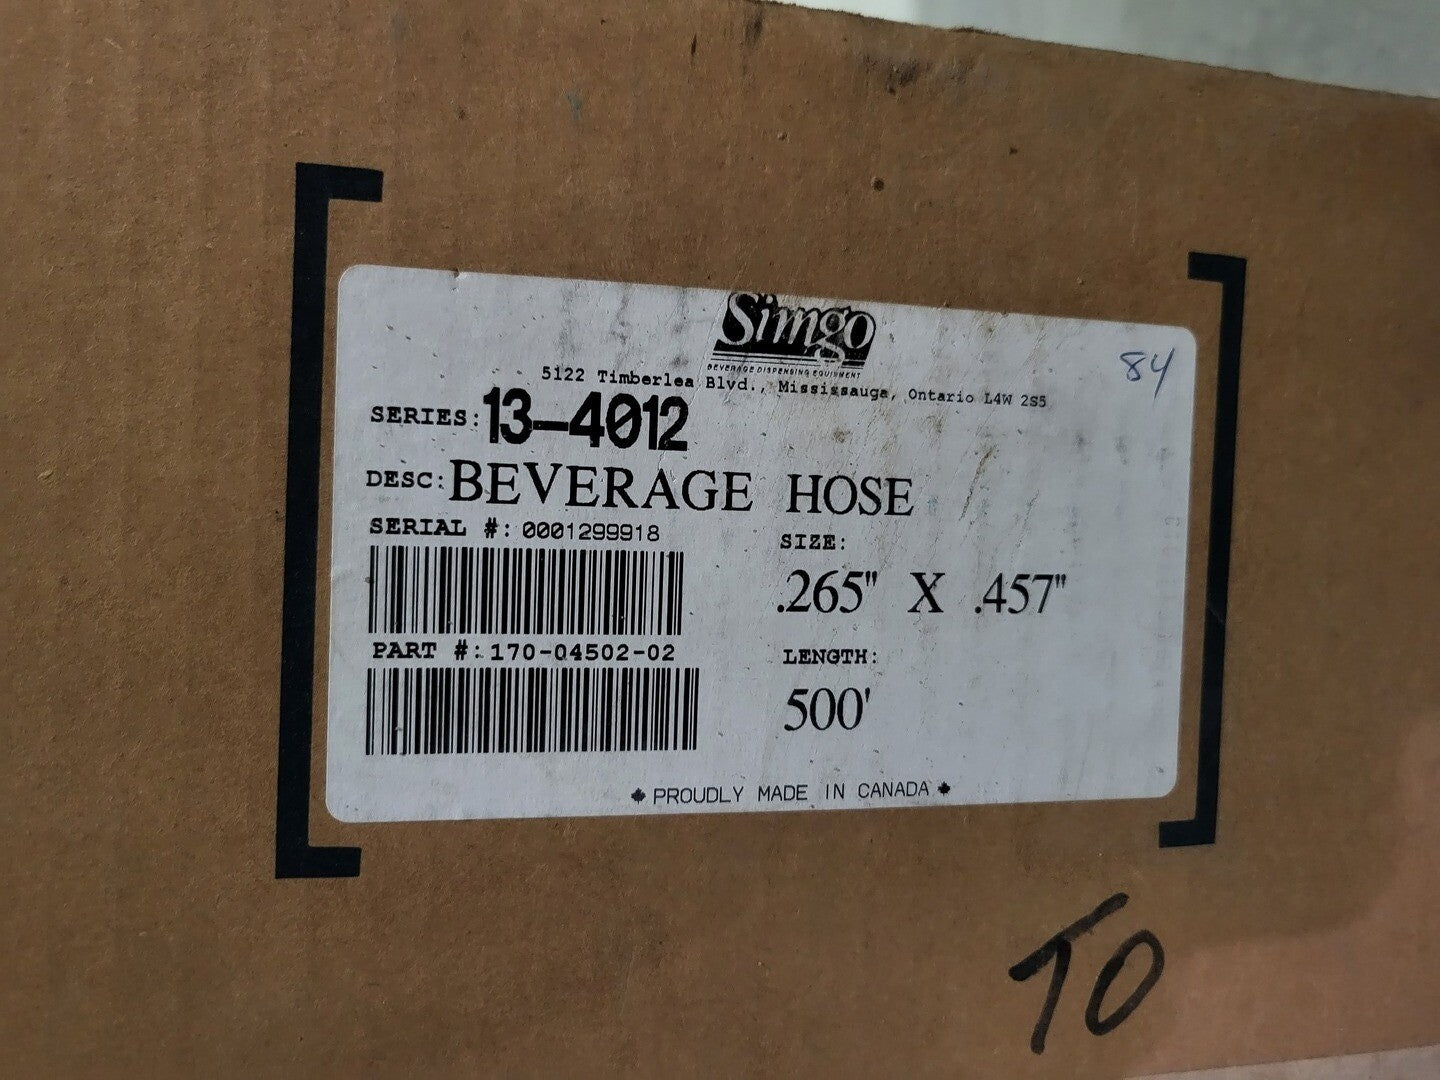 Simgo
BEVERAGE DISPENSING EQUIPMENT
84
5122 Timberlea Blvd., Mississauga, Ontario L4W 2S5
SERIES: 13-4012
DESC: BEVERAGE HOSE
SERIAL #: 0001299918
SIZE:
.265" X .457"
PART #: 170-04502-02
LENGTH:
500'
PROUDLY MADE IN CANADA
TO